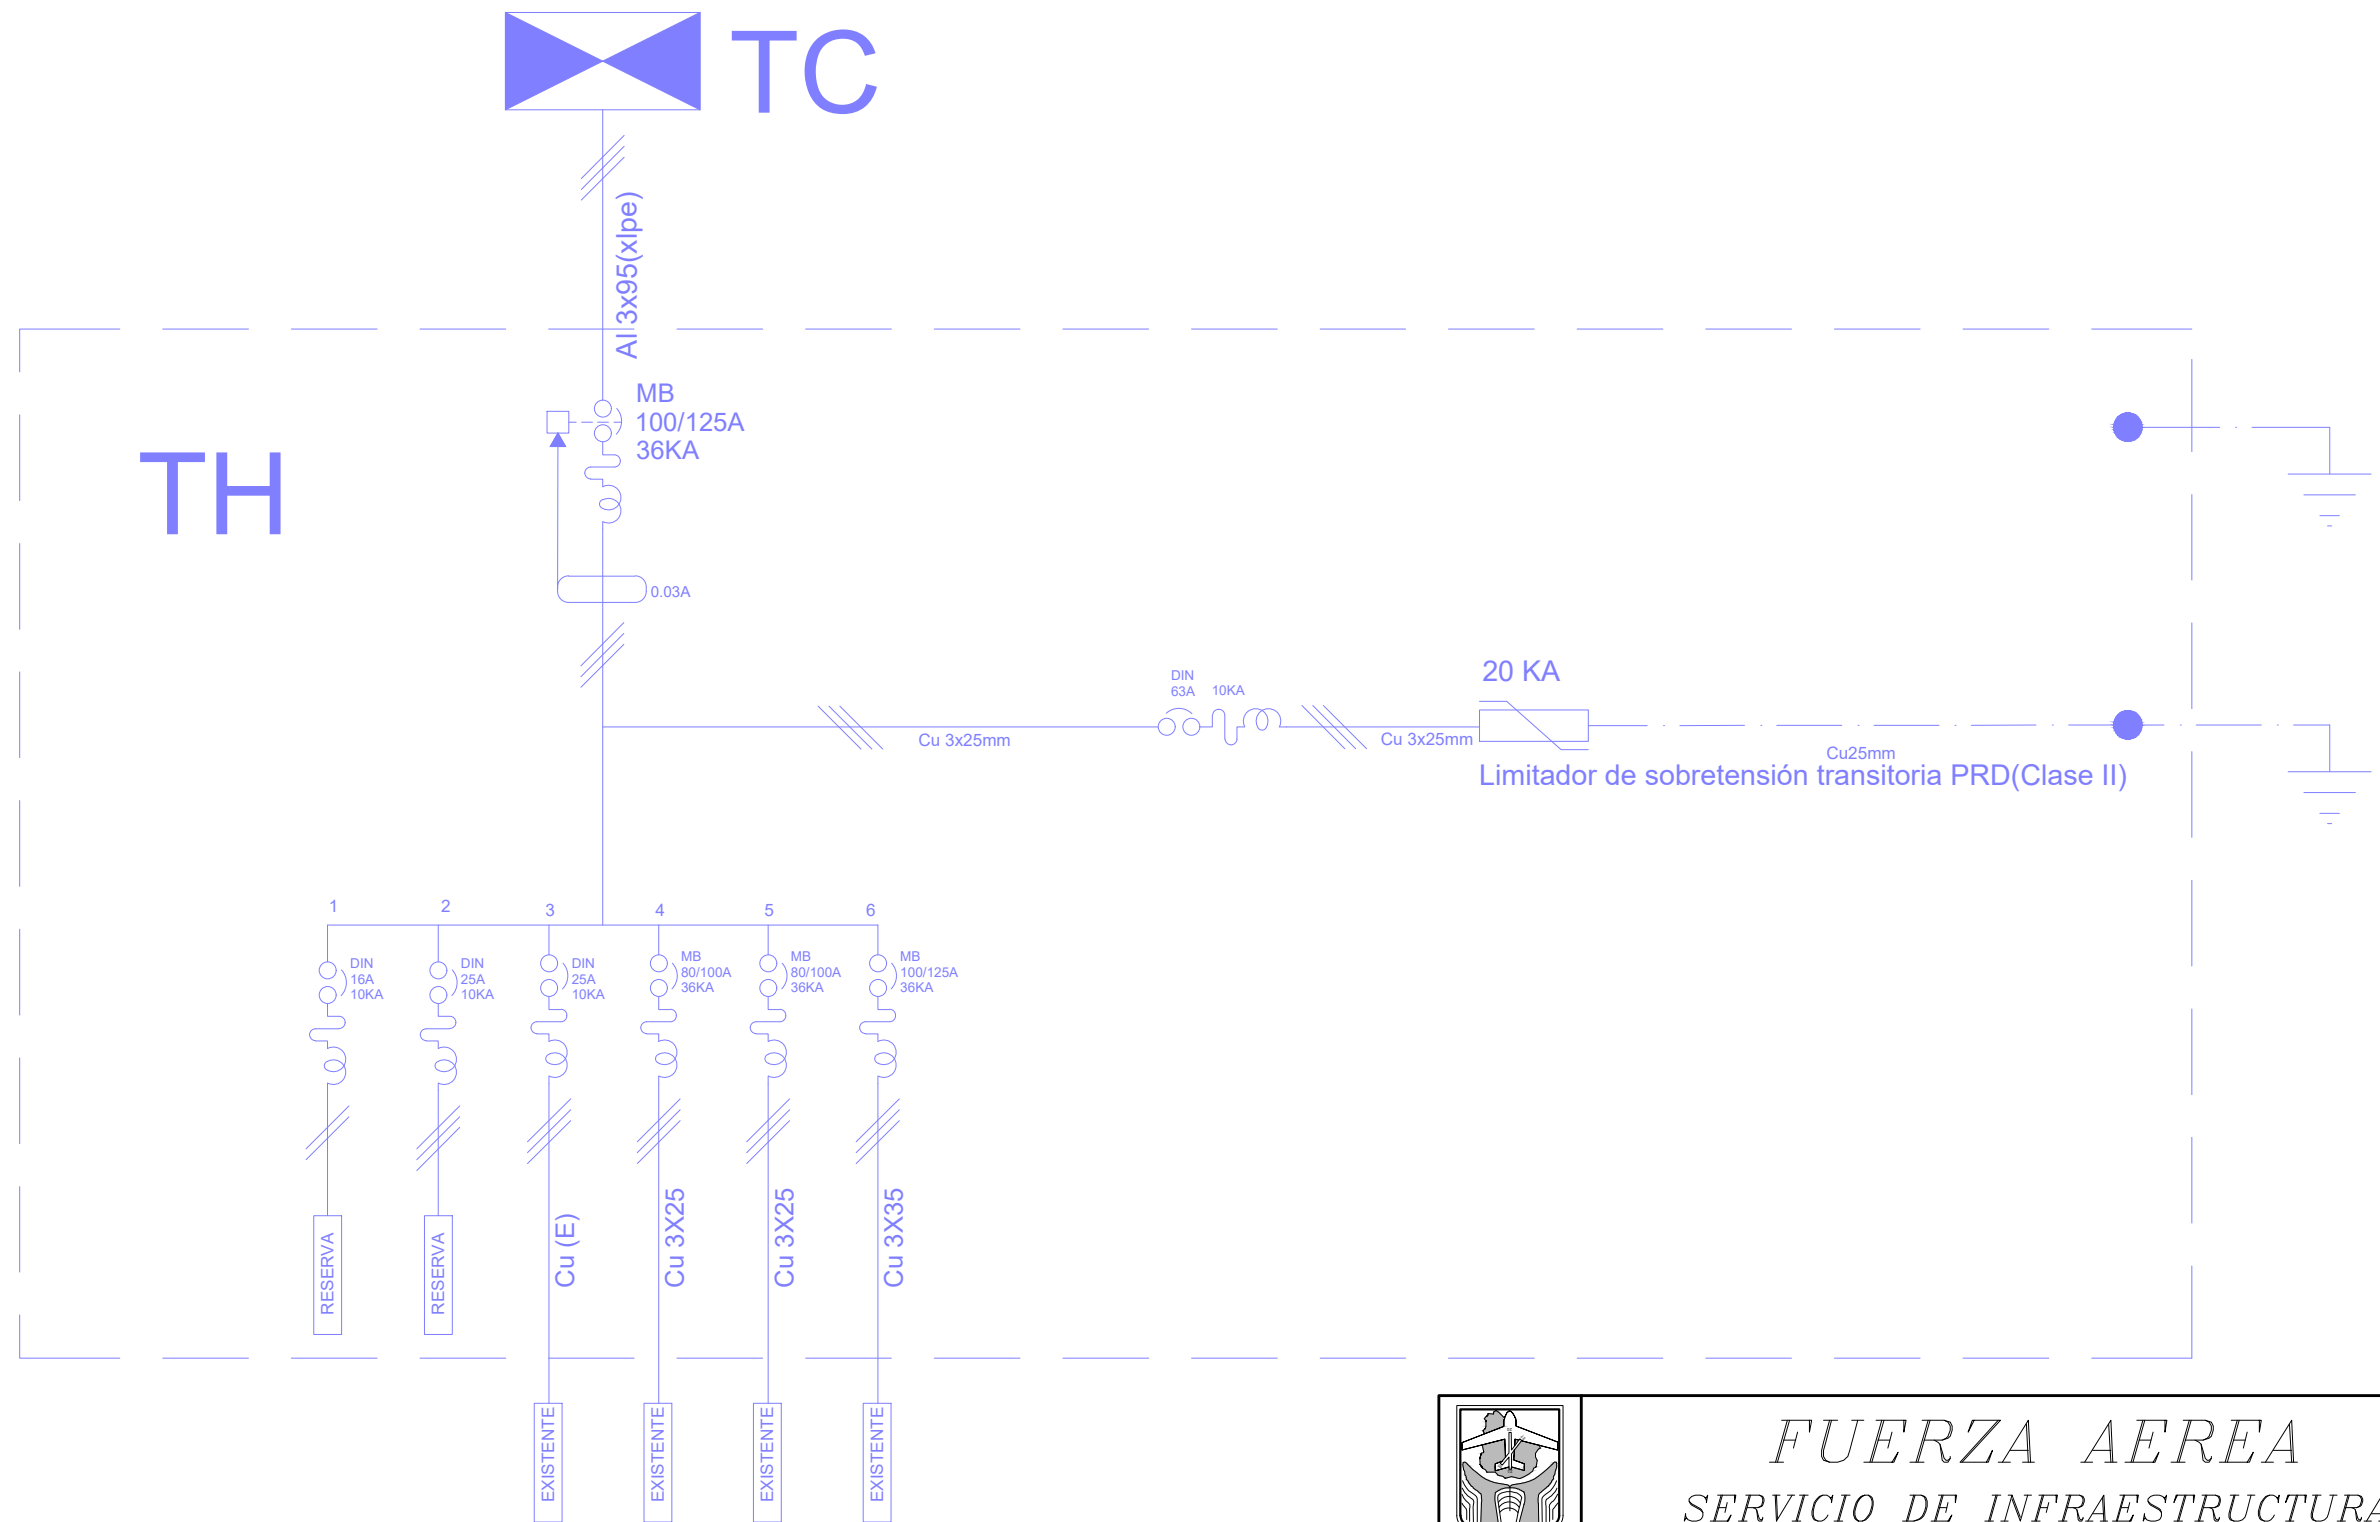 TC
Al 3x95(xlpe)
MB
100/125A
36KA
TH
0.03A
DIN
63A
10KA
20 KA
Cu 3x25mm
Cu 3x25mm
Cu25mm
Limitador de sobretensión transitoria PRD(Clase II)
1
2
3
4
5
6
DIN
16A
10KA
DIN
25A
10KA
DIN
25A
10KA
MB
80/100A
36KA
MB
80/100A
36KA
MB
100/125A
36KA
Cu (E)
Cu 3X25
Cu 3X25
Cu 3X35
RESERVA
RESERVA
EXISTENTE
EXISTENTE
EXISTENTE
EXISTENTE
FUERZA AEREA
SERVICIO DE INFRAESTRUCTURA